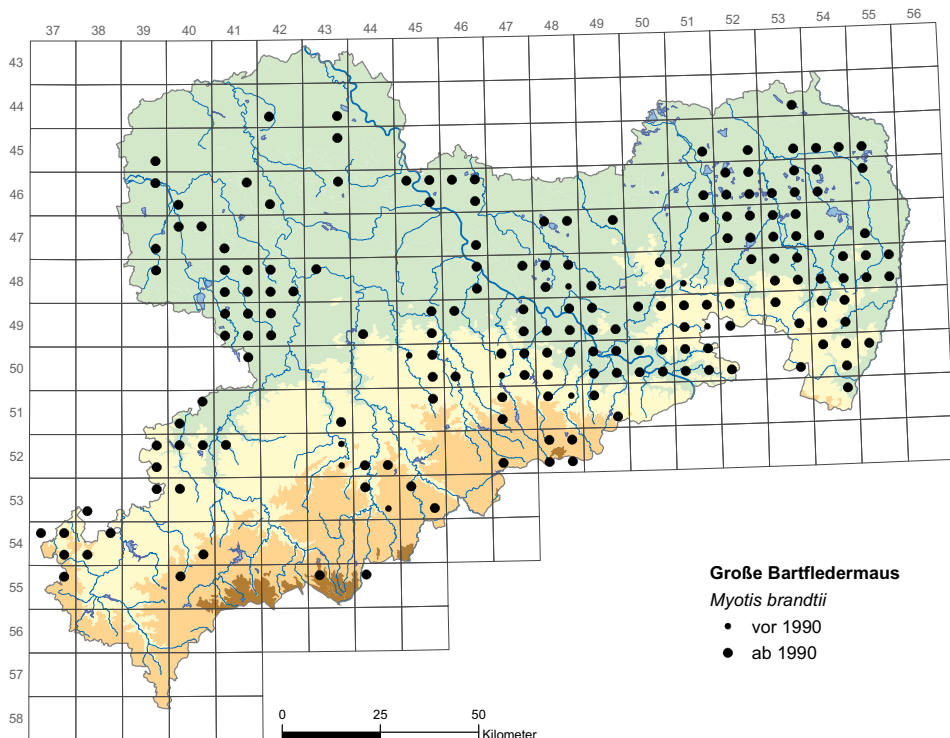 37 38 39 40 41 42 43 44 45 46 47 48 49 50 51 52 53 54 55 56
43
44
45
46
47
48
49
50
51
52
53
54
55
56
57
58
Große Bartfledermaus
Myotis brandtii
vor 1990
ab 1990
0 25 50
Kilometer